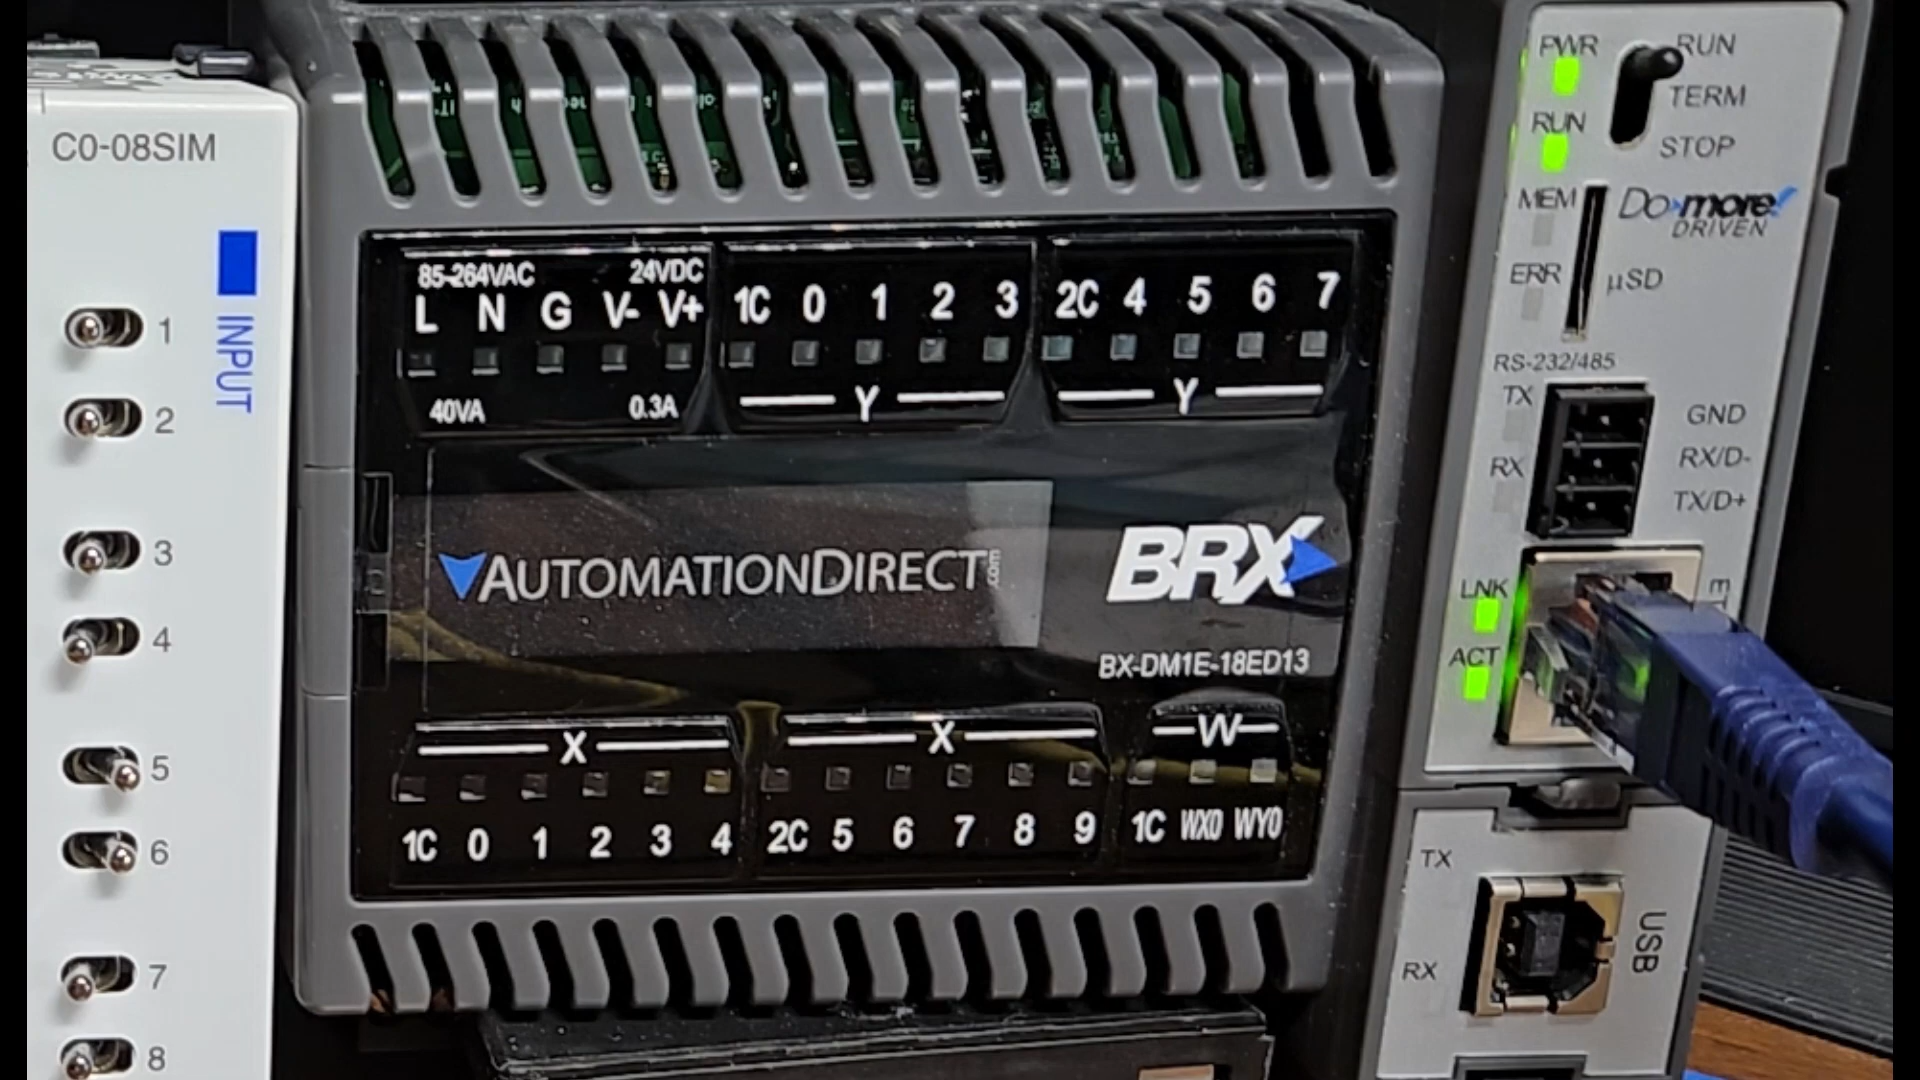 C0-08SIM
INPUT
1
2
3
4
5
6
7
8
85-264VAC 24VDC
L N G V- V+
40VA 0.3A
1C 0 1 2 3
Y
2C 4 5 6 7
Y
AUTOMATIONDIRECT.com
BRX
BX-DM1E-18ED13
X
1C 0 1 2 3 4
X
2C 5 6 7 8 9
W
1C WX0 WY0
PWR
RUN
RUN
TERM
STOP
MEM
ERR
Do-more!
DRIVEN
µSD
RS-232/485
TX
RX
GND
RX/D-
TX/D+
LNK
ACT
TX
RX
USB